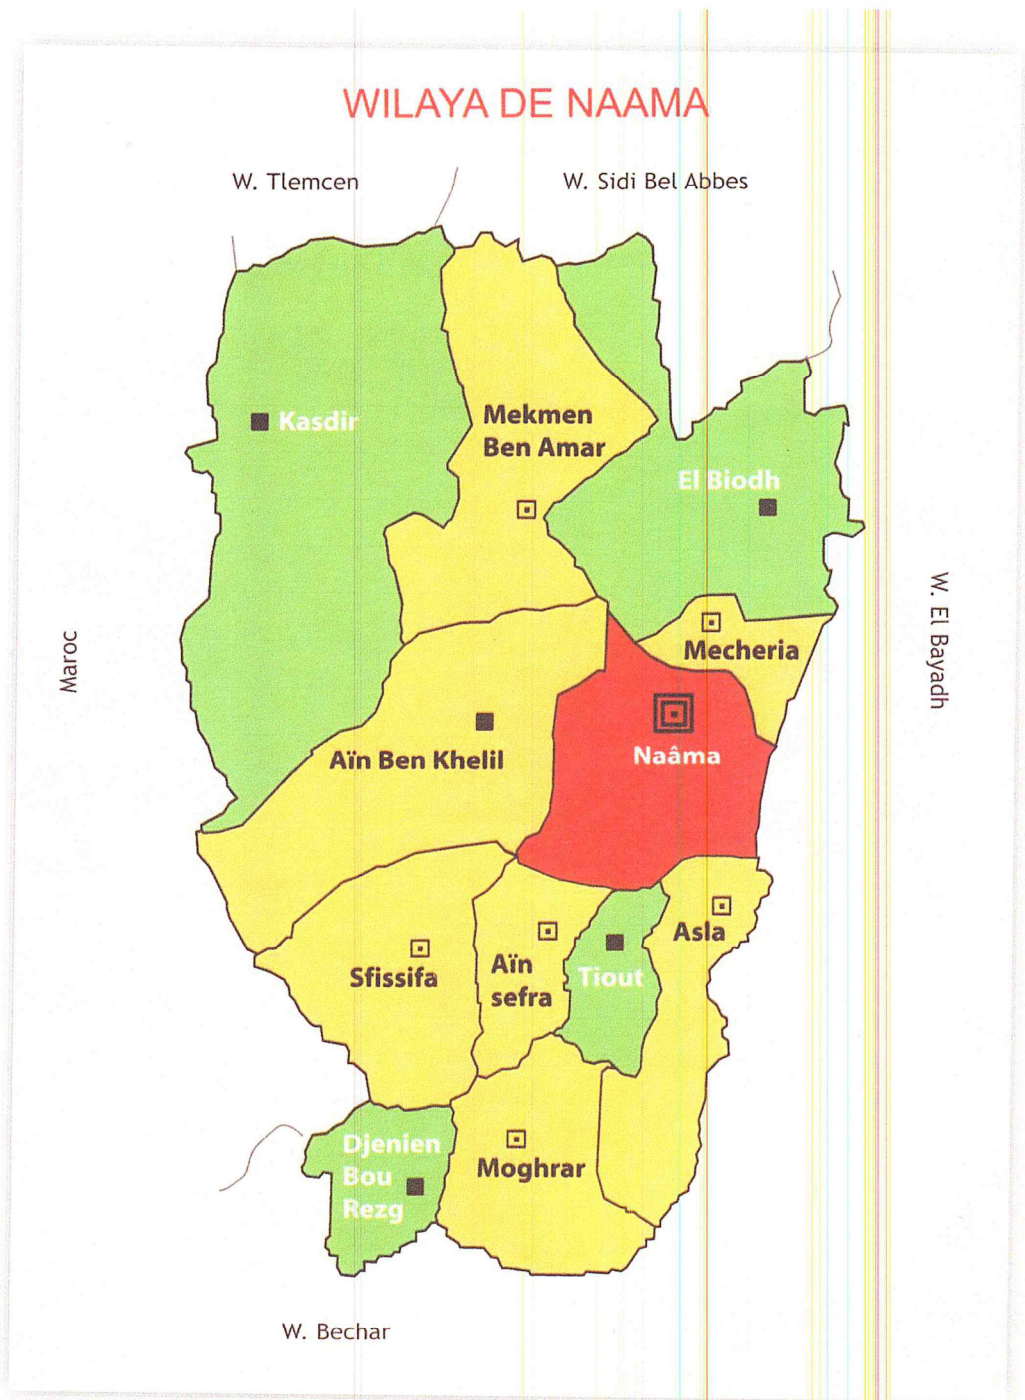 WILAYA DE NAAMA
W. Tlemcen
W. Sidi Bel Abbes
Kasdir
Mekmen
Ben Amar
El Biodh
W. El Bayadh
Maroc
Mecheria
Naâma
Aïn Ben Khelil
Asla
Sfissifa
Aïn
sefra
Tiout
Djenien
Bou
Rezg
Moghrar
W. Bechar